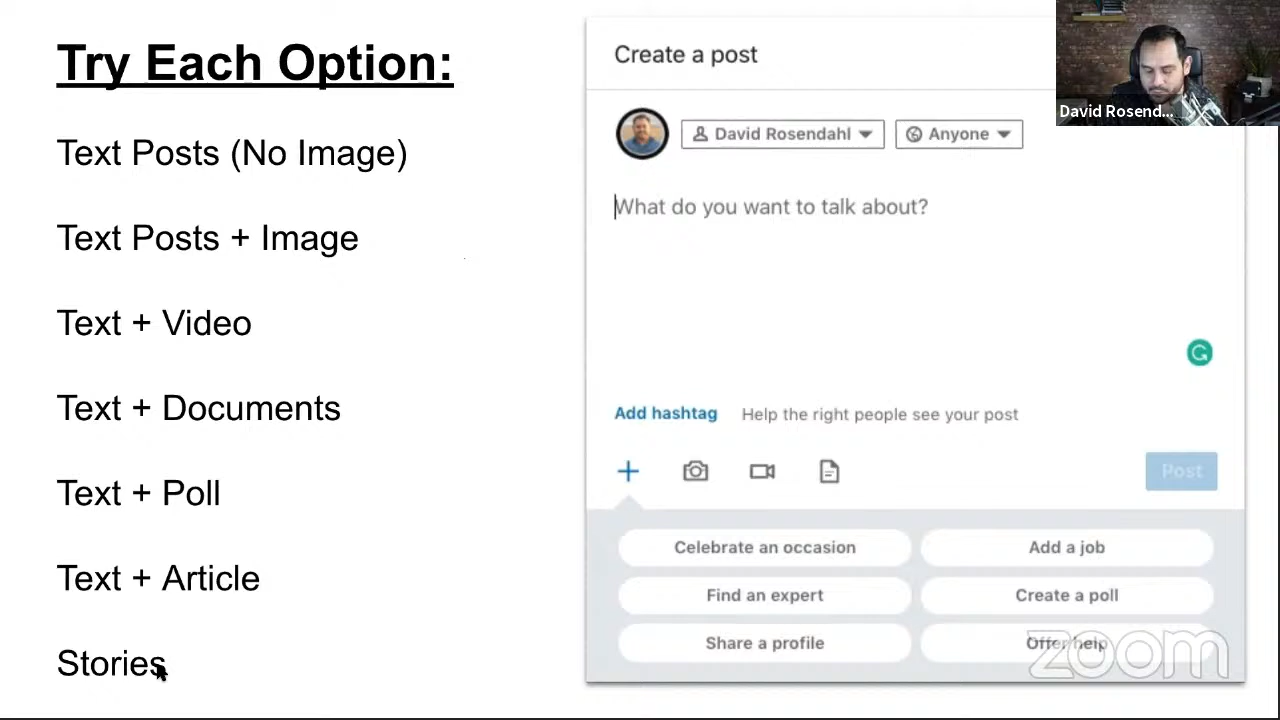 Try Each Option:
Text Posts (No Image)
Text Posts + Image
Text + Video
Text + Documents
Text + Poll
Text + Article
Stories
Create a post
David Rosendahl
Anyone
What do you want to talk about?
Add hashtag Help the right people see your post
Post
Celebrate an occasion
Add a job
Find an expert
Create a poll
Share a profile
Offer help
David Rosend...
zoom